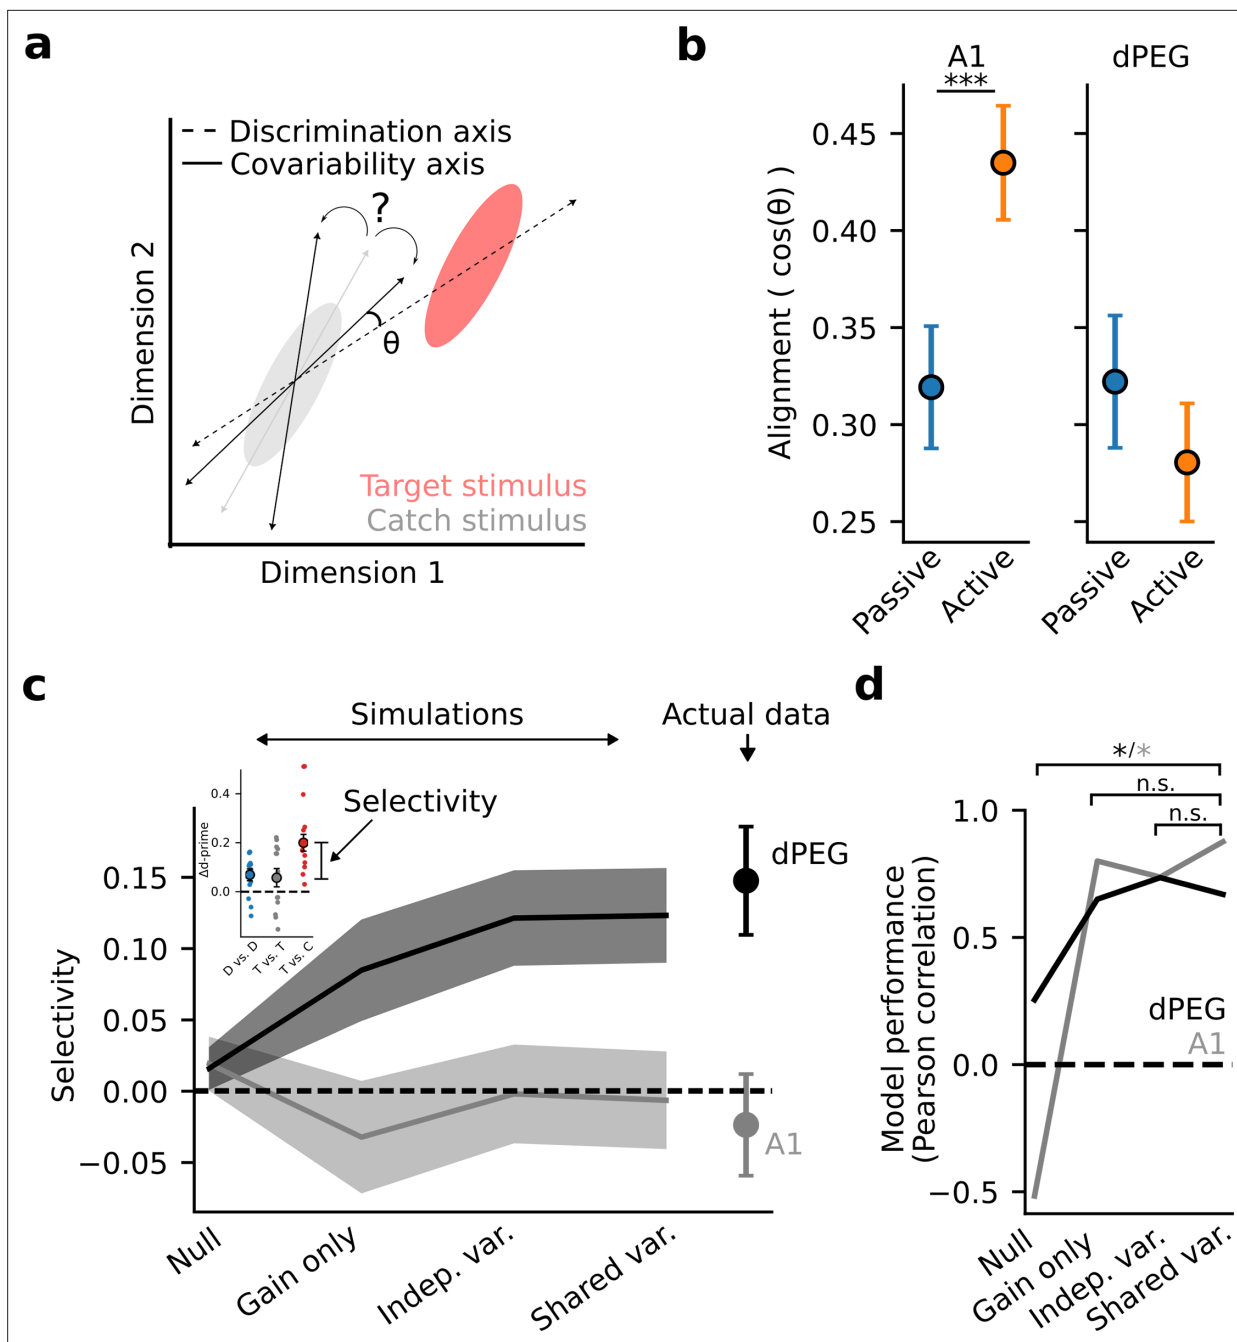 a
Discrimination axis
Covariability axis
?
θ
Target stimulus
Catch stimulus
Dimension 2
Dimension 1
b
A1
dPEG
***
Alignment ( cos(θ) )
0.45
0.40
0.35
0.30
0.25
Passive
Active
Passive
Active
c
Simulations
Actual data
Selectivity
Δd-prime
0.4
0.2
0.0
D vs. D
T vs. T
T vs. C
dPEG
A1
Selectivity
0.15
0.10
0.05
0.00
−0.05
Null
Gain only
Indep. var.
Shared var.
d
*/*
n.s.
n.s.
Model performance
(Pearson correlation)
1.0
0.5
0.0
−0.5
dPEG
A1
Null
Gain only
Indep. var.
Shared var.